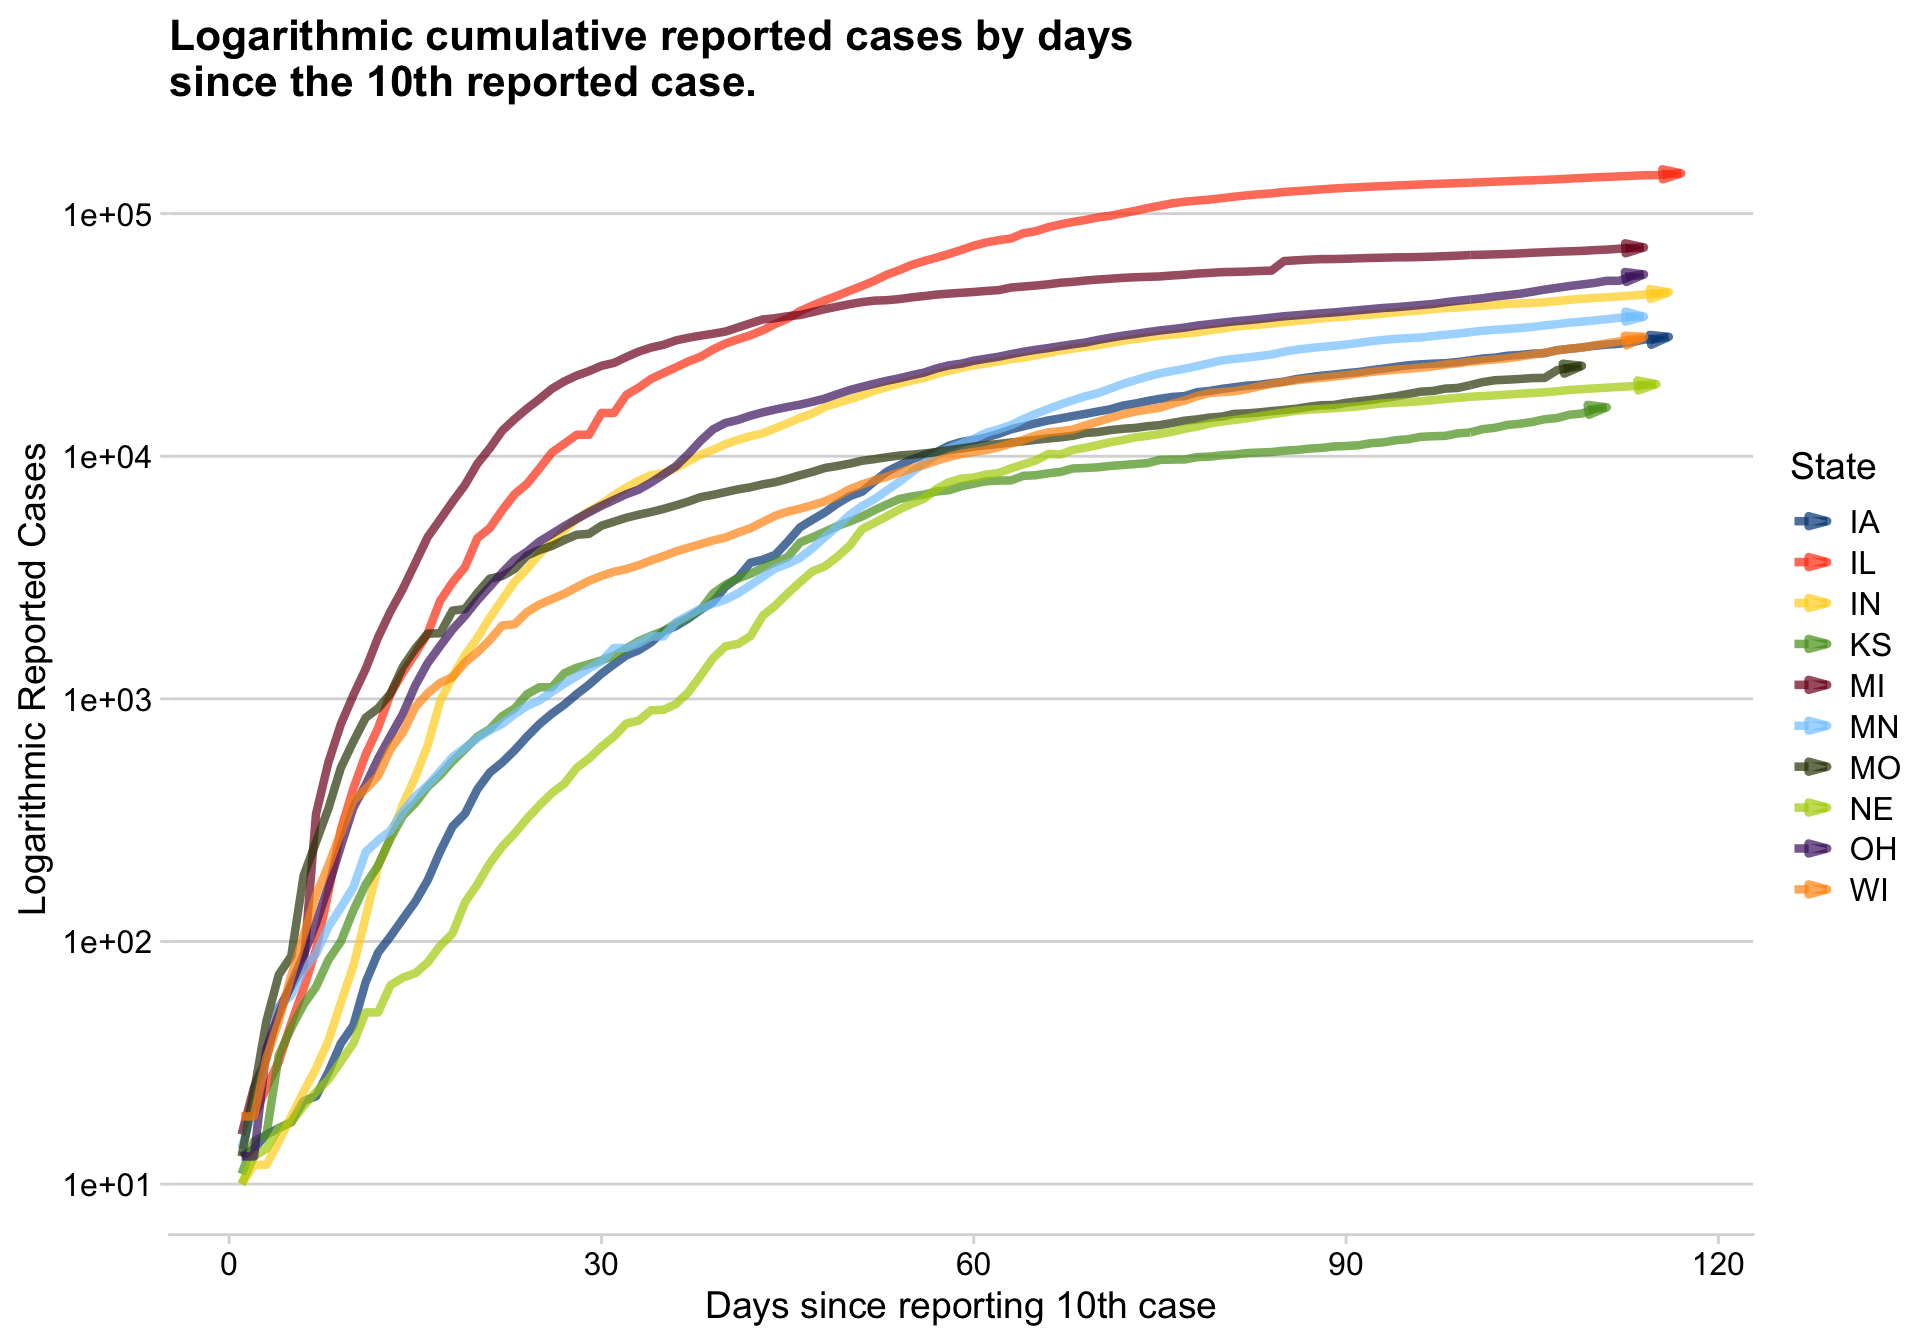 Logarithmic cumulative reported cases by days
since the 10th reported case.
Logarithmic Reported Cases
1e+05
1e+04
1e+03
1e+02
1e+01
0 30 60 90 120
Days since reporting 10th case
State
IA
IL
IN
KS
MI
MN
MO
NE
OH
WI